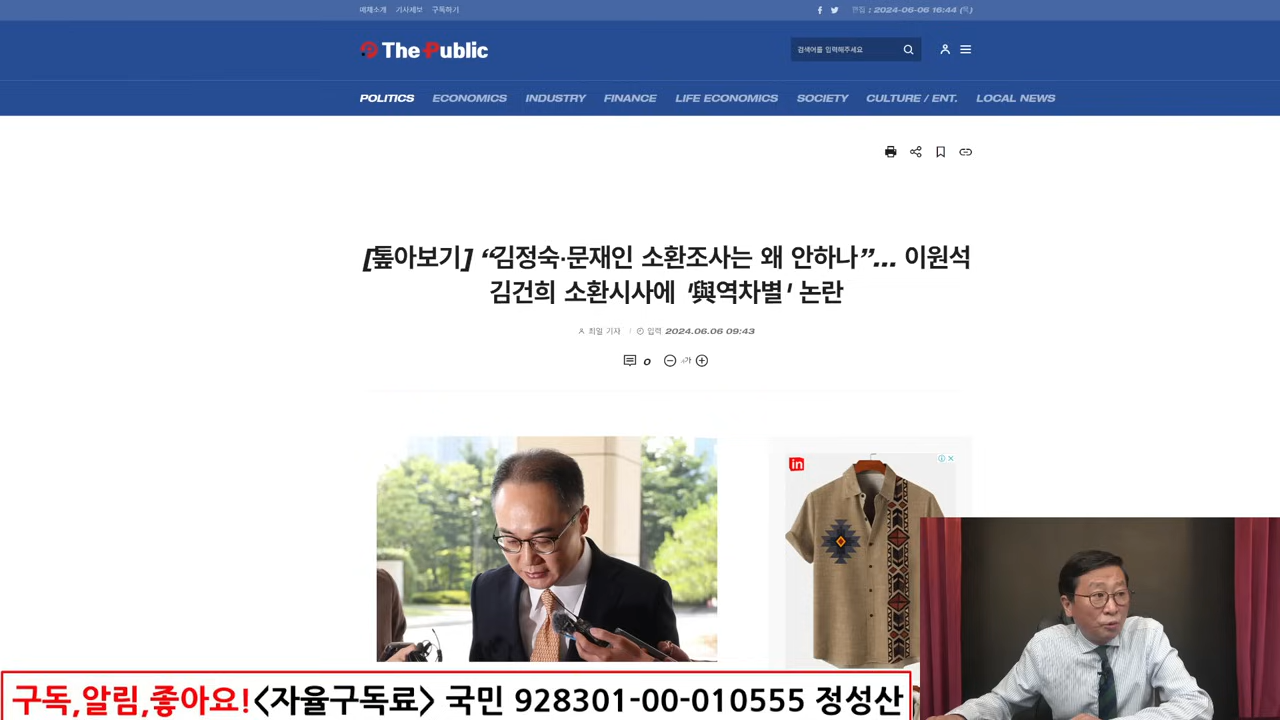 매체소개 기사제보 구독하기
편집 : 2024-06-06 16:44 (목)
The Public
검색어를 입력해주세요
POLITICS ECONOMICS INDUSTRY FINANCE LIFE ECONOMICS SOCIETY CULTURE / ENT. LOCAL NEWS
[톺아보기] “김정숙·문재인 소환조사는 왜 안하나”… 이원석
김건희 소환시사에 '與역차별' 논란
최일 기자 입력 2024.06.06 09:43
0 가
in
구독,알림,좋아요!<자율구독료> 국민 928301-00-010555 정성산